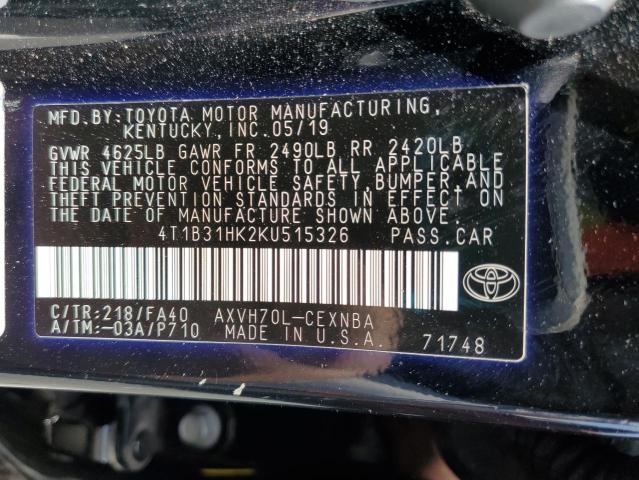 MFD.BY:TOYOTA MOTOR MANUFACTURING,
KENTUCKY,INC.05/19
GVWR 4625LB GAWR FR 2490LB RR 2420LB
THIS VEHICLE CONFORMS TO ALL APPLICABLE
FEDERAL MOTOR VEHICLE SAFETY,BUMPER,AND
THEFT PREVENTION STANDARDS IN EFFECT ON
THE DATE OF MANUFACTURE SHOWN ABOVE.
4T1B31HK2KU515326 PASS.CAR
C/TR:218/FA40 AXVH70L-CEXNBA
A/TM:-03A/P710 MADE IN U.S.A. 71748